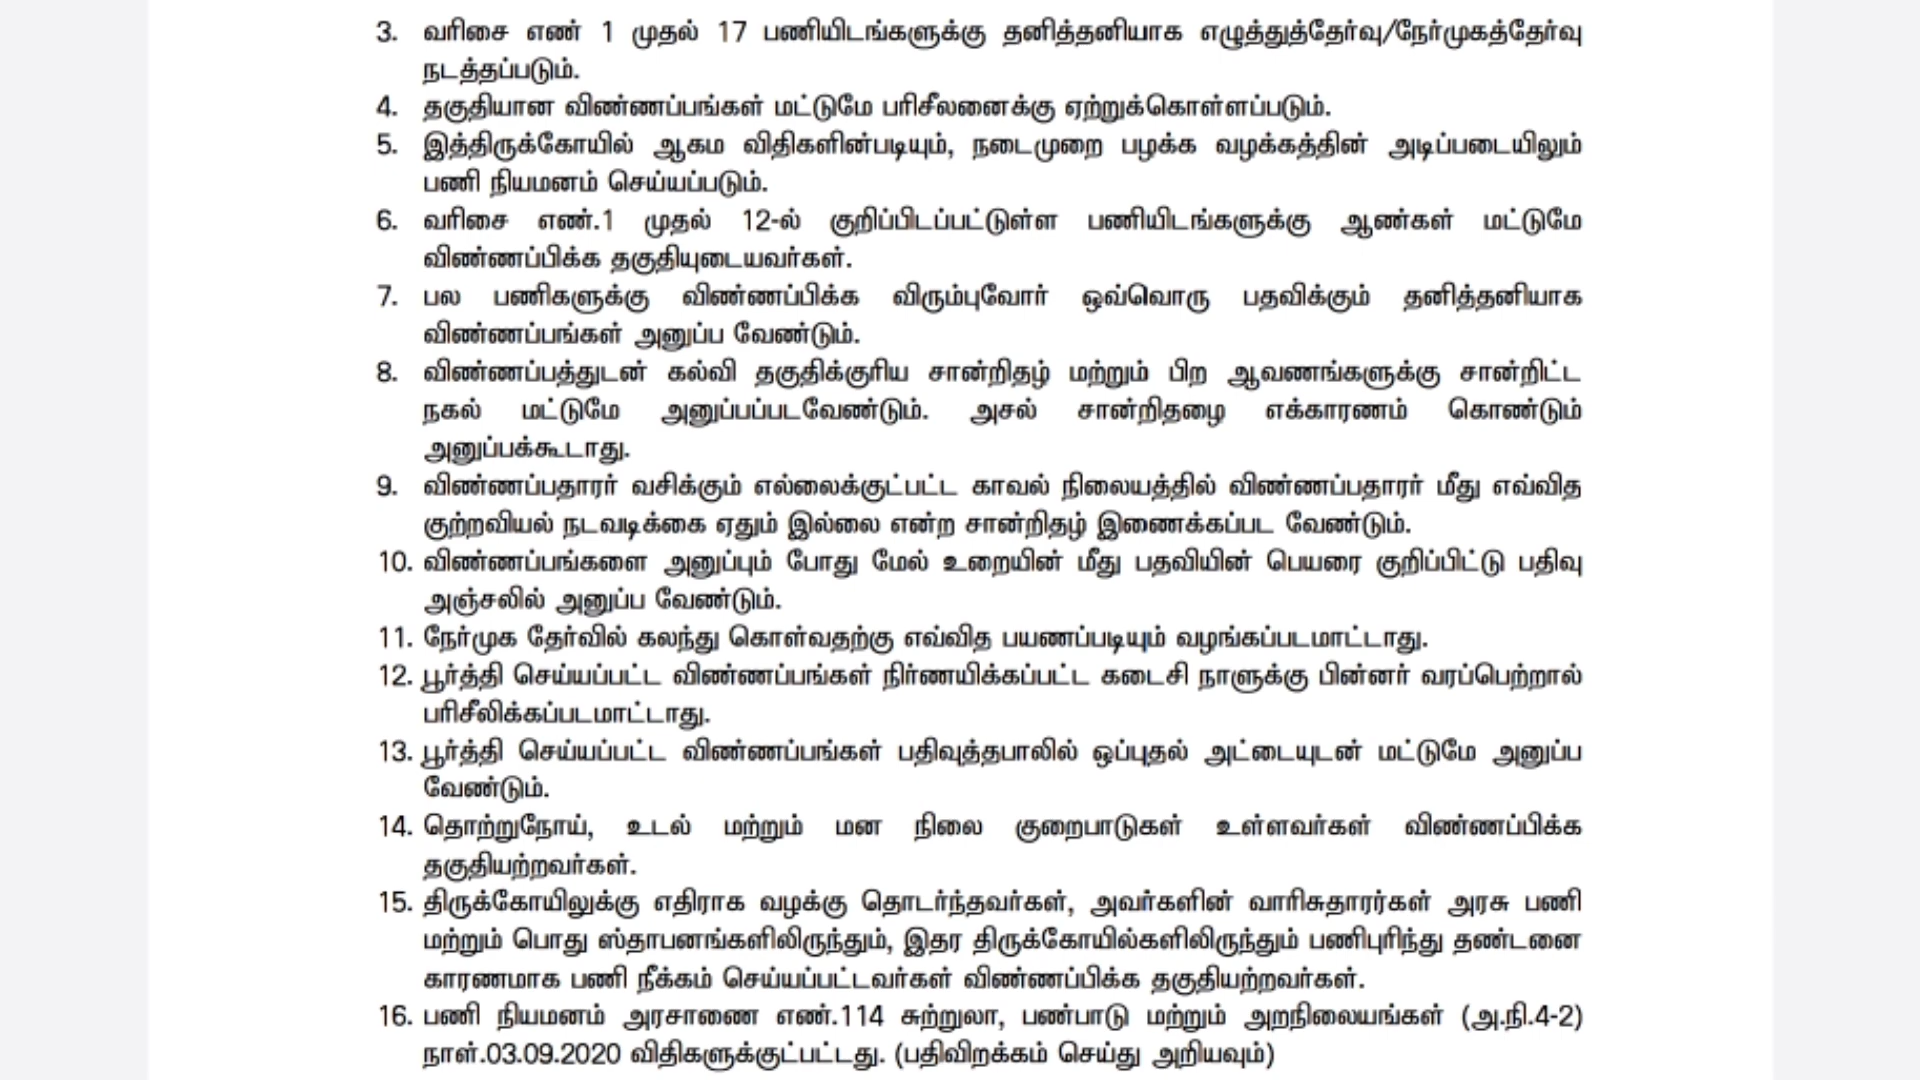 3. வரிசை எண் 1 முதல் 17 பணியிடங்களுக்கு தனித்தனியாக எழுத்துத்தேர்வு/நேர்முகத்தேர்வு
நடத்தப்படும்.
4. தகுதியான விண்ணப்பங்கள் மட்டுமே பரிசீலனைக்கு ஏற்றுக்கொள்ளப்படும்.
5. இத்திருக்கோயில் ஆகம விதிகளின்படியும், நடைமுறை பழக்க வழக்கத்தின் அடிப்படையிலும்
பணி நியமனம் செய்யப்படும்.
6. வரிசை எண்.1 முதல் 12-ல் குறிப்பிடப்பட்டுள்ள பணியிடங்களுக்கு ஆண்கள் மட்டுமே
விண்ணப்பிக்க தகுதியுடையவர்கள்.
7. பல பணிகளுக்கு விண்ணப்பிக்க விரும்புவோர் ஒவ்வொரு பதவிக்கும் தனித்தனியாக
விண்ணப்பங்கள் அனுப்ப வேண்டும்.
8. விண்ணப்பத்துடன் கல்வி தகுதிக்குரிய சான்றிதழ் மற்றும் பிற ஆவணங்களுக்கு சான்றிட்ட
நகல் மட்டுமே அனுப்பப்படவேண்டும். அசல் சான்றிதழை எக்காரணம் கொண்டும்
அனுப்பக்கூடாது.
9. விண்ணப்பதாரர் வசிக்கும் எல்லைக்குட்பட்ட காவல் நிலையத்தில் விண்ணப்பதாரர் மீது எவ்வித
குற்றவியல் நடவடிக்கை ஏதும் இல்லை என்ற சான்றிதழ் இணைக்கப்பட வேண்டும்.
10. விண்ணப்பங்களை அனுப்பும் போது மேல் உறையின் மீது பதவியின் பெயரை குறிப்பிட்டு பதிவு
அஞ்சலில் அனுப்ப வேண்டும்.
11. நேர்முக தேர்வில் கலந்து கொள்வதற்கு எவ்வித பயணப்படியும் வழங்கப்படமாட்டாது.
12. பூர்த்தி செய்யப்பட்ட விண்ணப்பங்கள் நிர்ணயிக்கப்பட்ட கடைசி நாளுக்கு பின்னர் வரப்பெற்றால்
பரிசீலிக்கப்படமாட்டாது.
13. பூர்த்தி செய்யப்பட்ட விண்ணப்பங்கள் பதிவுத்தபாலில் ஒப்புதல் அட்டையுடன் மட்டுமே அனுப்ப
வேண்டும்.
14. தொற்றுநோய், உடல் மற்றும் மன நிலை குறைபாடுகள் உள்ளவர்கள் விண்ணப்பிக்க
தகுதியற்றவர்கள்.
15. திருக்கோயிலுக்கு எதிராக வழக்கு தொடர்ந்தவர்கள், அவர்களின் வாரிசுதாரர்கள் அரசு பணி
மற்றும் பொது ஸ்தாபனங்களிலிருந்தும், இதர திருக்கோயில்களிலிருந்தும் பணிபுரிந்து தண்டனை
காரணமாக பணி நீக்கம் செய்யப்பட்டவர்கள் விண்ணப்பிக்க தகுதியற்றவர்கள்.
16. பணி நியமனம் அரசாணை எண்.114 சுற்றுலா, பண்பாடு மற்றும் அறநிலையங்கள் (அ.நி.4-2)
நாள்.03.09.2020 விதிகளுக்குட்பட்டது. (பதிவிறக்கம் செய்து அறியவும்)